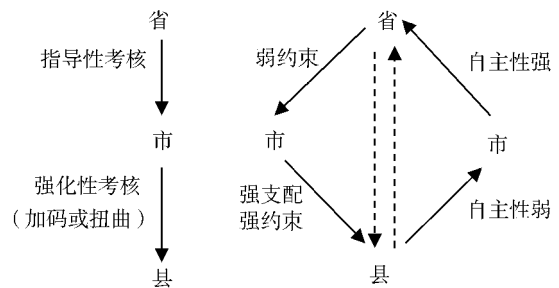 省
指导性考核
市
强化性考核
（加码或扭曲）
县
省
弱约束
自主性强
市
市
强支配
强约束
自主性弱
县